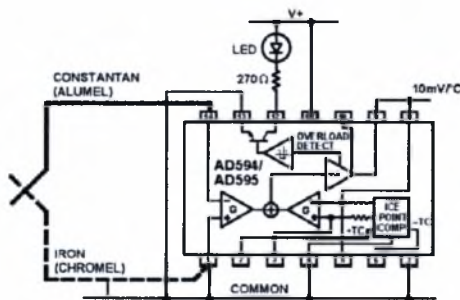 V+
LED
270Ω
10mV/°C
CONSTANTAN
(ALUMEL)
OVERLOAD
DETECT
AD594/
AD595
G
G
ICE
POINT
COMP.
-TC
+TC
IRON
(CHROMEL)
COMMON